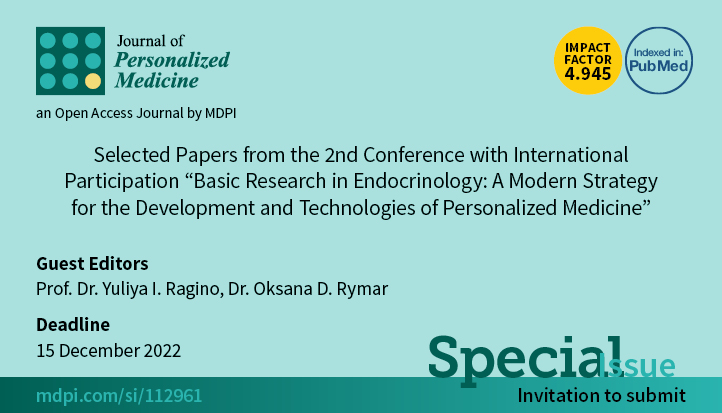 Journal of
Personalized
Medicine
an Open Access Journal by MDPI
IMPACT
FACTOR
4.945
Indexed in:
PubMed
Selected Papers from the 2nd Conference with International
Participation “Basic Research in Endocrinology: A Modern Strategy
for the Development and Technologies of Personalized Medicine”
Guest Editors
Prof. Dr. Yuliya I. Ragino, Dr. Oksana D. Rymar
Deadline
15 December 2022
Special Issue
mdpi.com/si/112961
Invitation to submit